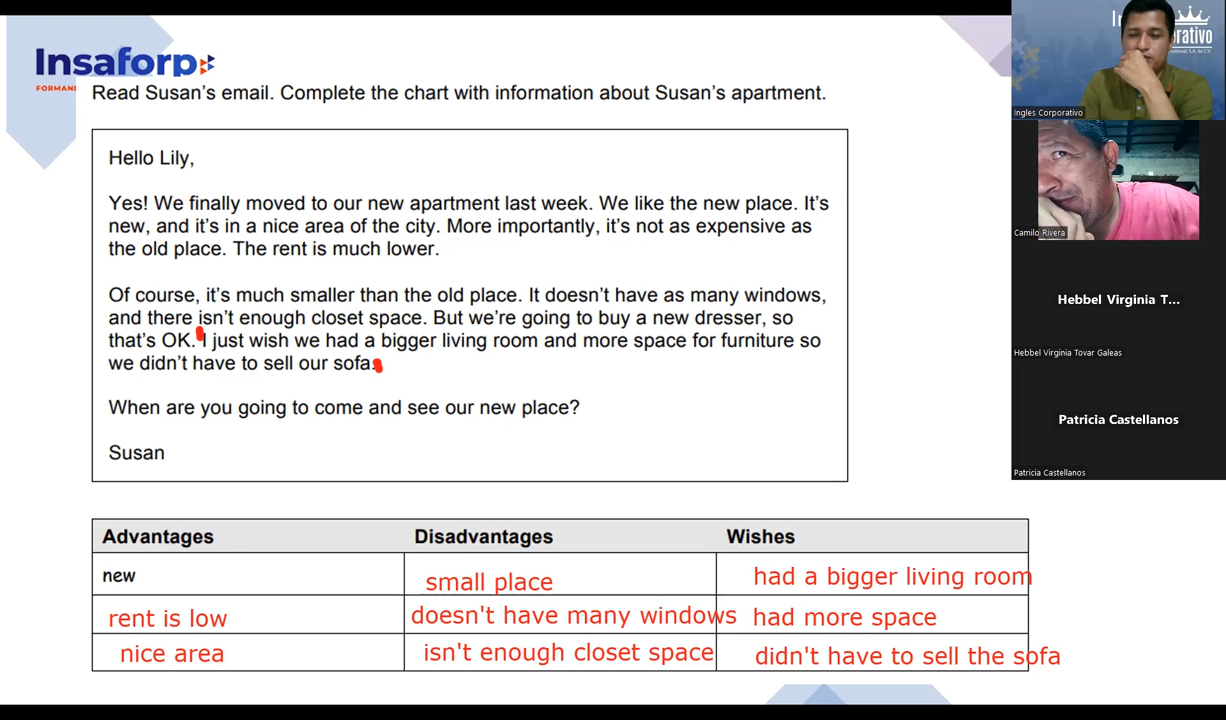 Insaforp
FORMAN
Read Susan's email. Complete the chart with information about Susan's apartment.
Hello Lily,
Yes! We finally moved to our new apartment last week. We like the new place. It's
new, and it's in a nice area of the city. More importantly, it's not as expensive as
the old place. The rent is much lower.
Of course, it's much smaller than the old place. It doesn't have as many windows,
and there isn't enough closet space. But we're going to buy a new dresser, so
that's OK. I just wish we had a bigger living room and more space for furniture so
we didn't have to sell our sofa.
When are you going to come and see our new place?
Susan
Advantages Disadvantages Wishes
new small place had a bigger living room
rent is low doesn't have many windows had more space
nice area isn't enough closet space didn't have to sell the sofa
In
orativo
Ingles Corporativo
Camilo Rivera
Hebbel Virginia T...
Hebbel Virginia Tovar Galeas
Patricia Castellanos
Patricia Castellanos